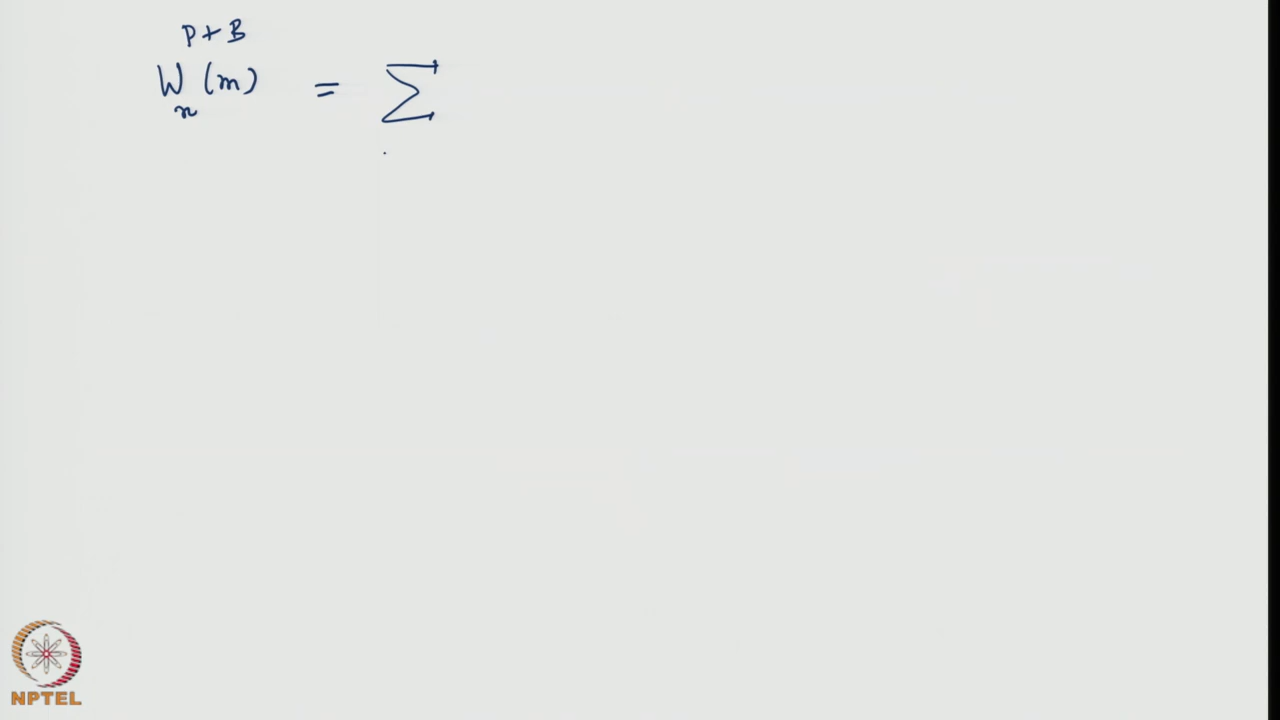 P+B
W (m) = Σ
n
NPTEL